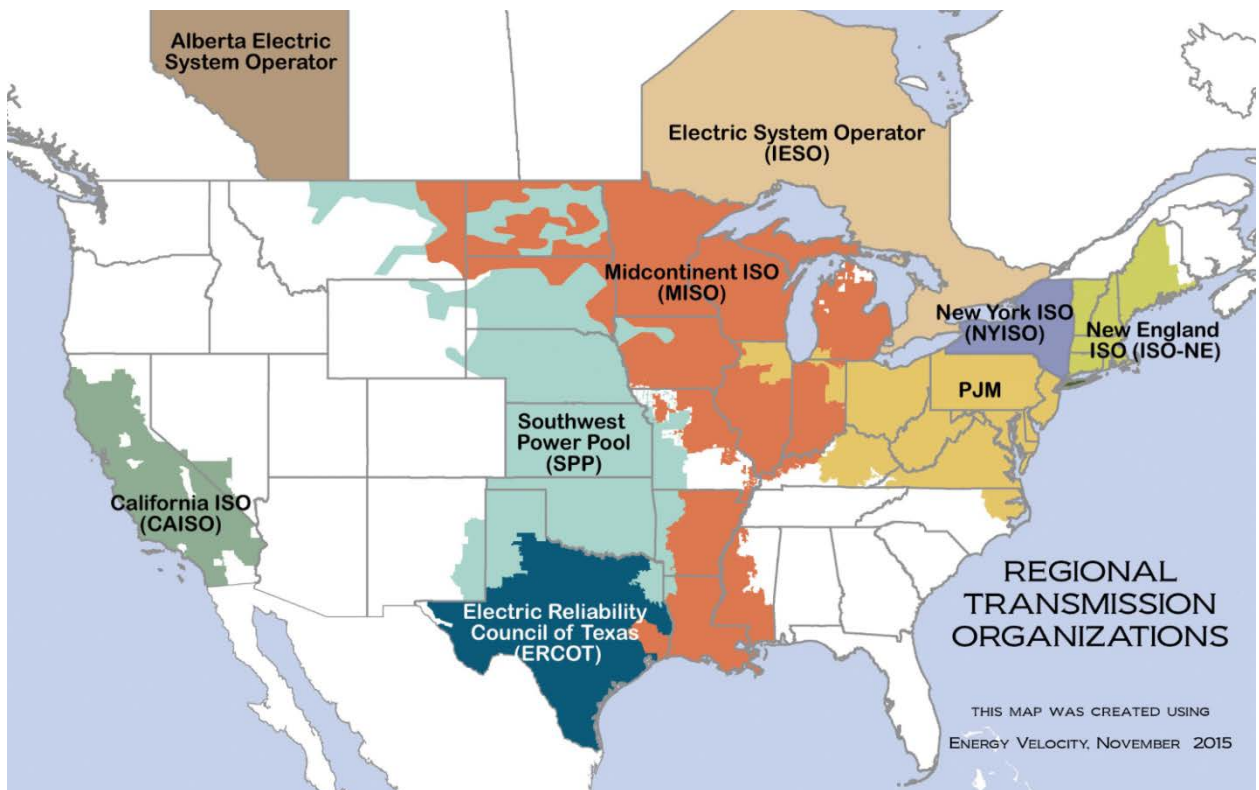 Alberta Electric
System Operator
Electric System Operator
(IESO)
Midcontinent ISO
(MISO)
New York ISO
(NYISO)
New England
ISO (ISO-NE)
PJM
Southwest
Power Pool
(SPP)
California ISO
(CAISO)
Electric Reliability
Council of Texas
(ERCOT)
REGIONAL
TRANSMISSION
ORGANIZATIONS
THIS MAP WAS CREATED USING
ENERGY VELOCITY, NOVEMBER 2015